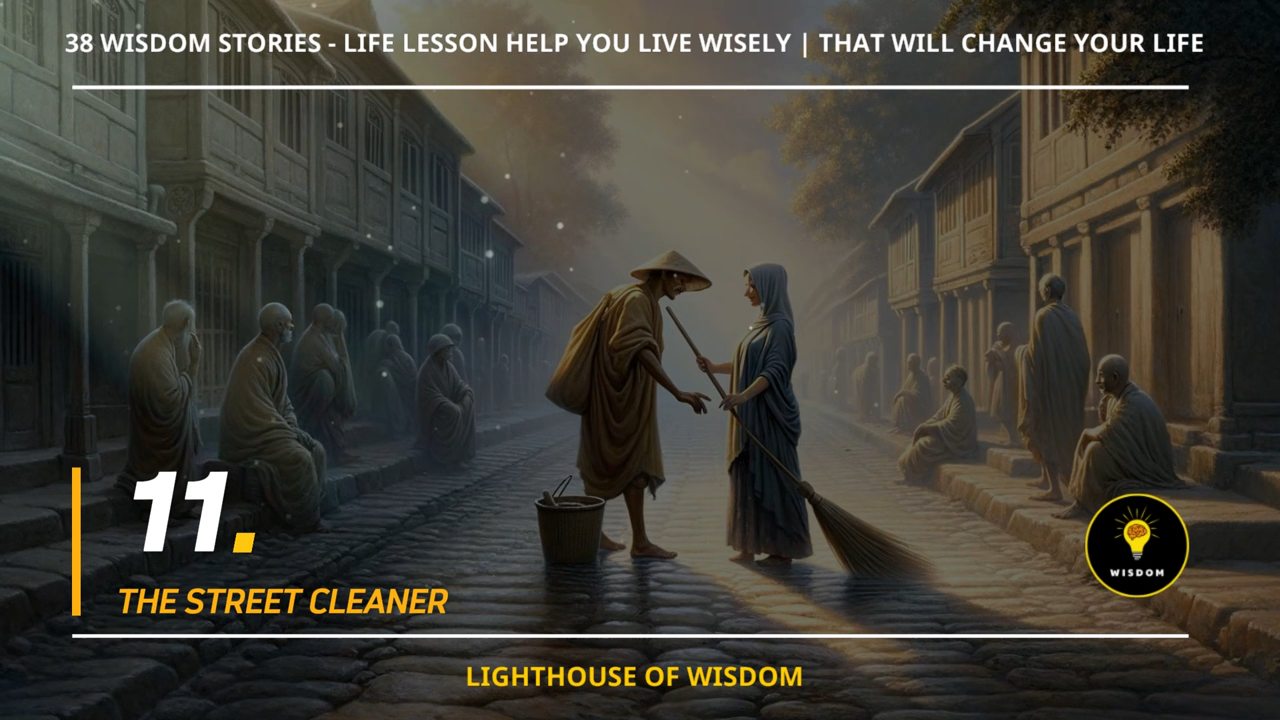 38 WISDOM STORIES - LIFE LESSON HELP YOU LIVE WISELY | THAT WILL CHANGE YOUR LIFE
11.
THE STREET CLEANER
WISDOM
LIGHTHOUSE OF WISDOM